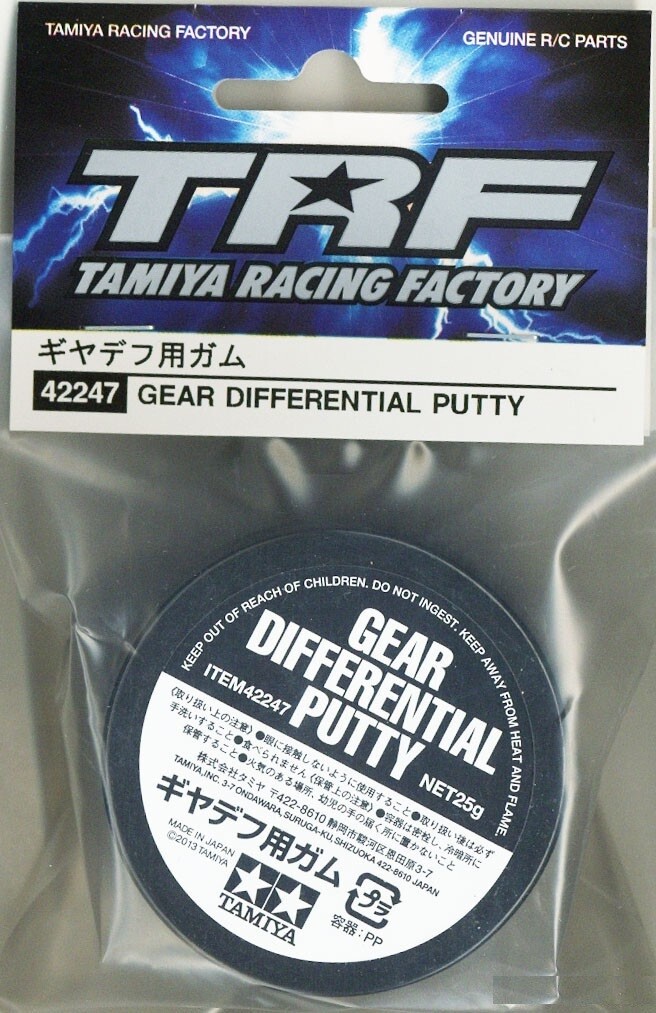 TAMIYA RACING FACTORY
GENUINE R/C PARTS
TRF
TAMIYA RACING FACTORY
ギヤデフ用ガム
42247 GEAR DIFFERENTIAL PUTTY
KEEP OUT OF REACH OF CHILDREN. DO NOT INGEST. KEEP AWAY FROM HEAT AND FLAME
GEAR
DIFFERENTIAL
ITEM42247 PUTTY
NET25g
《取り扱い上の注意》●眼に接触しないように使用すること●取り扱い後は必ず
手洗いすること●食べられません《保管上の注意》●容器は密栓し、冷暗所に
保管すること●火気のある場所、幼児の手の届く所に置かないこと
株式会社タミヤ 〒422-8610 静岡市駿河区恩田原3-7
TAMIYA,INC. 3-7 ONDAWARA, SURUGA-KU, SHIZUOKA 422-8610 JAPAN
ギヤデフ用ガム
MADE IN JAPAN
©2013 TAMIYA
TAMIYA
プラ
容器:PP